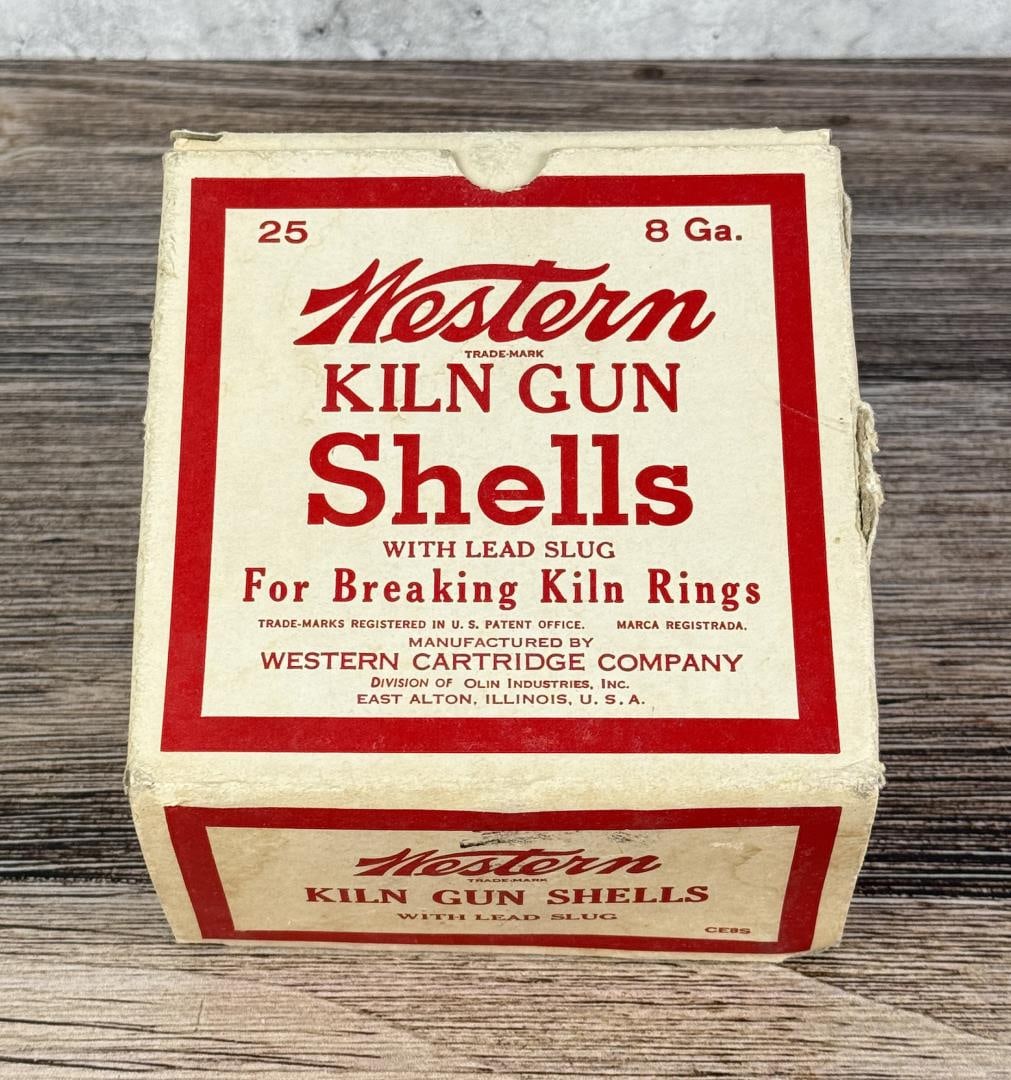 25 8 Ga.
Western
TRADE-MARK
KILN GUN
Shells
WITH LEAD SLUG
For Breaking Kiln Rings
TRADE-MARKS REGISTERED IN U. S. PATENT OFFICE. MARCA REGISTRADA.
MANUFACTURED BY
WESTERN CARTRIDGE COMPANY
DIVISION OF OLIN INDUSTRIES, INC.
EAST ALTON, ILLINOIS, U. S. A.
Western
TRADE-MARK
KILN GUN SHELLS
WITH LEAD SLUG
CE8S